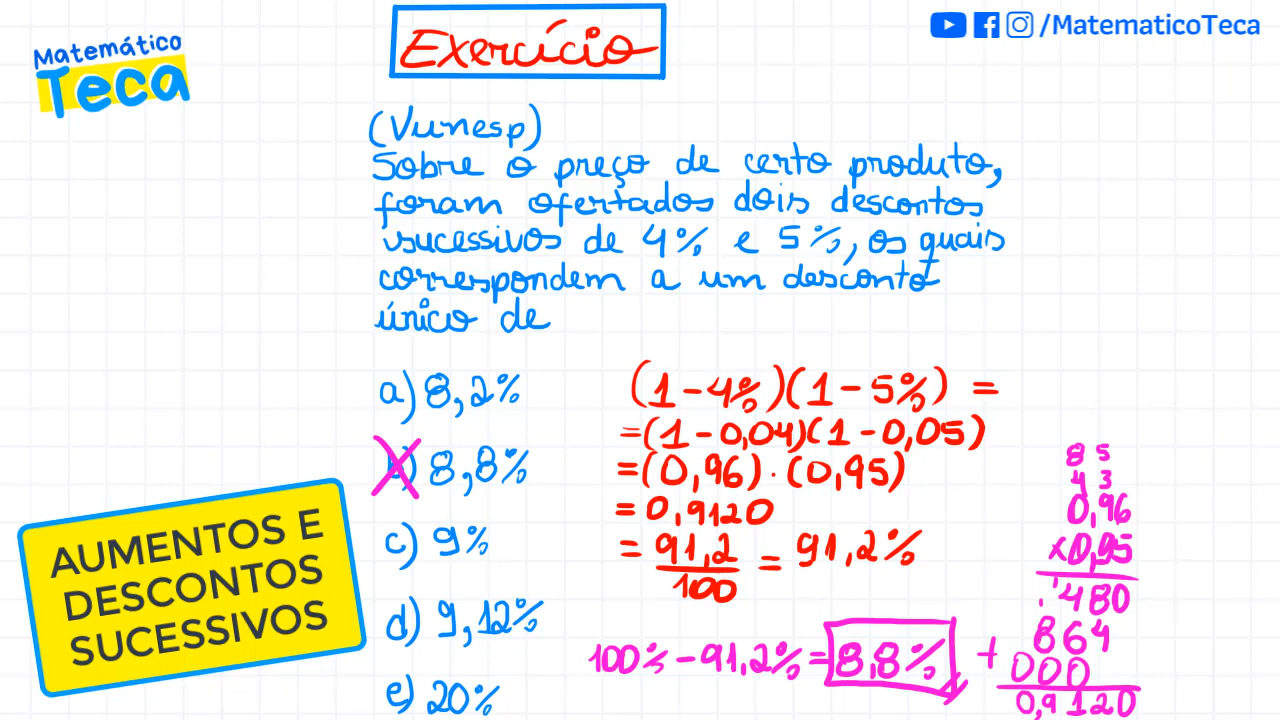 Matemático
Teca
Exercício
/MatematicoTeca
(Vunesp)
Sobre o preço de certo produto,
foram ofertados dois descontos
sucessivos de 4% e 5%, os quais
correspondem a um desconto
único de
a) 8,2%
b) 8,8%
c) 9%
d) 9,12%
e) 20%
(1 - 4%)(1 - 5%) =
=(1 - 0,04)(1 - 0,05)
=(0,96) . (0,95)
= 0,9120
= 91,2
100
= 91,2%
100% - 91,2% = 8,8%
8 5
4 3
0,96
x0,95
1
480
864
+ 000
0,9120
AUMENTOS E
DESCONTOS
SUCESSIVOS